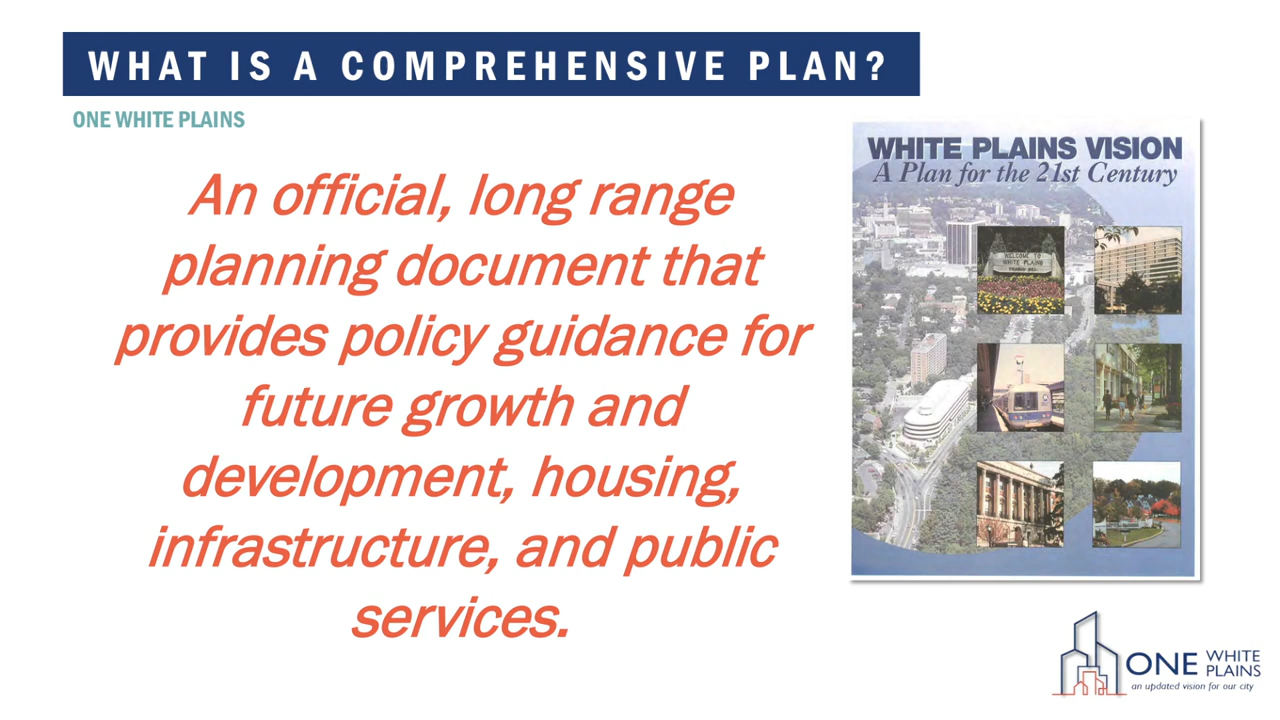 WHAT IS A COMPREHENSIVE PLAN?
ONE WHITE PLAINS
An official, long range
planning document that
provides policy guidance for
future growth and
development, housing,
infrastructure, and public
services.
WHITE PLAINS VISION
A Plan for the 21st Century
WELCOME TO
WHITE PLAINS
ONE WHITE
PLAINS
an updated vision for our city